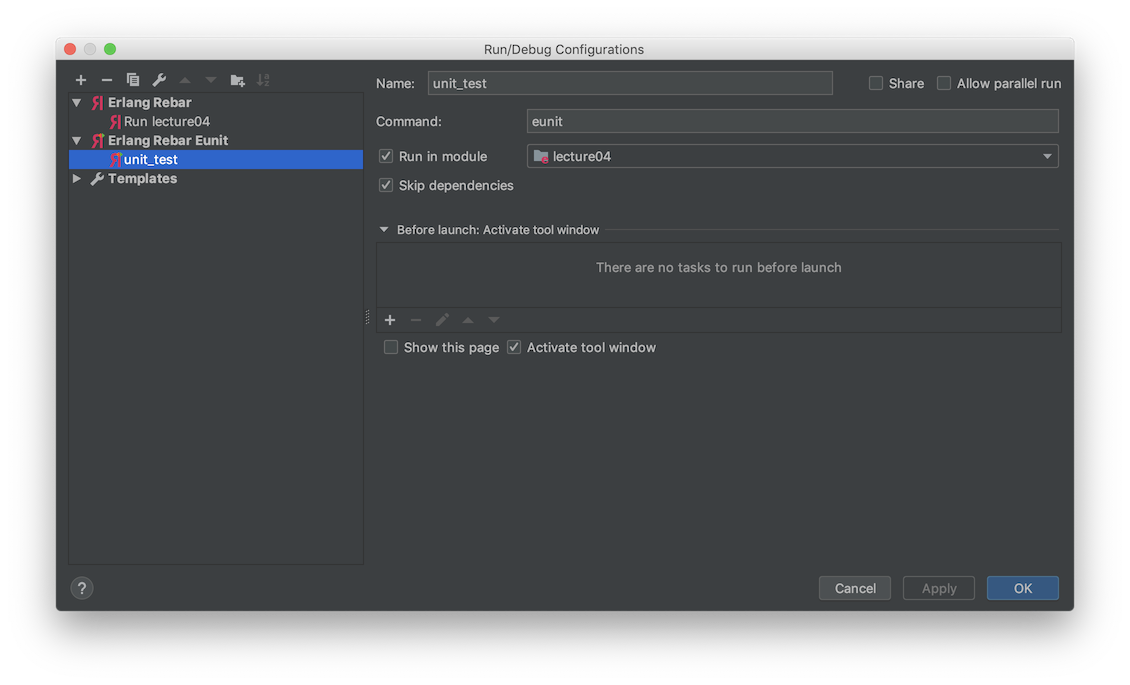 Run/Debug Configurations
Name: unit_test Share Allow parallel run
Erlang Rebar
Run lecture04
Erlang Rebar Eunit
unit_test
Templates
Command: eunit
Run in module lecture04
Skip dependencies
Before launch: Activate tool window
There are no tasks to run before launch
Show this page Activate tool window
? Cancel Apply OK